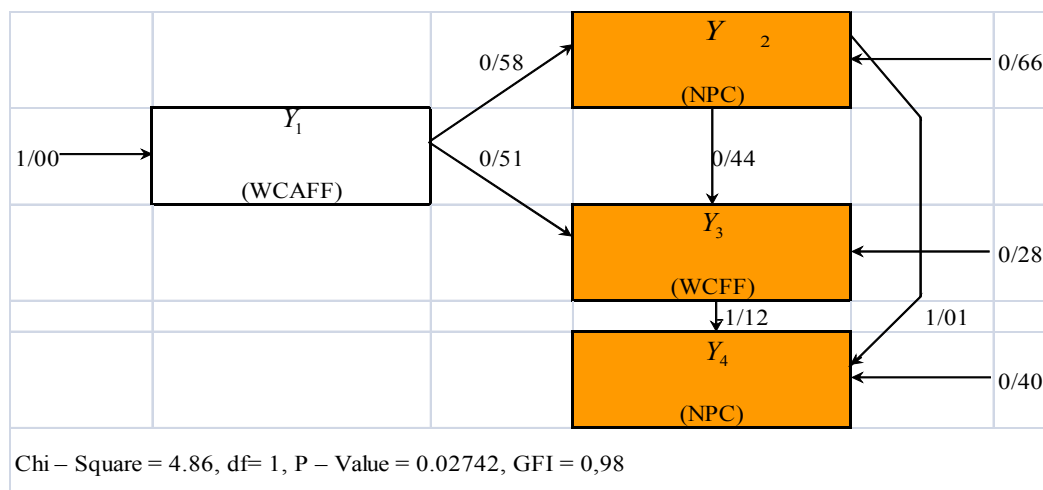 Y 2
0/58
0/66
(NPC)
Y1
1/00
0/51
0/44
(WCAFF)
Y3
0/28
(WCFF)
1/12
1/01
Y4
0/40
(NPC)
Chi – Square = 4.86, df= 1, P – Value = 0.02742, GFI = 0,98